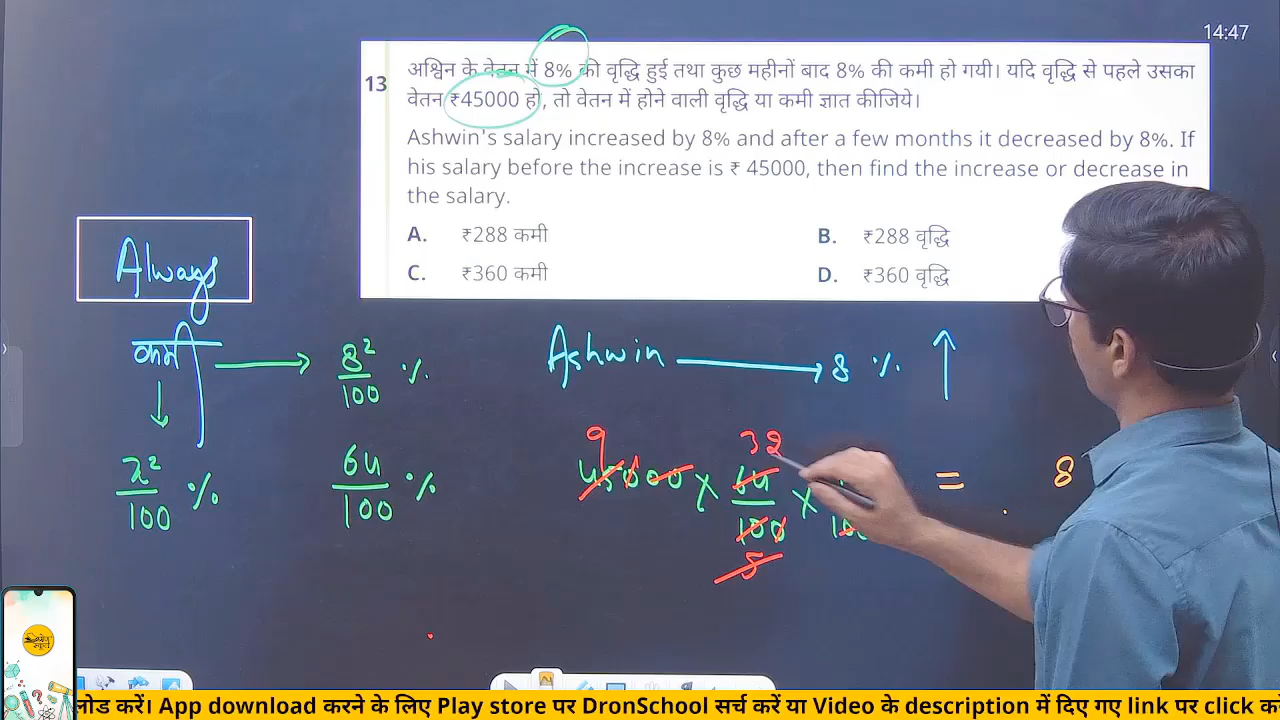 14:47
13
अश्विन के वेतन में 8% की वृद्धि हुई तथा कुछ महीनों बाद 8% की कमी हो गयी। यदि वृद्धि से पहले उसका
वेतन ₹45000 हो, तो वेतन में होने वाली वृद्धि या कमी ज्ञात कीजिये।
Ashwin's salary increased by 8% and after a few months it decreased by 8%. If
his salary before the increase is ₹ 45000, then find the increase or decrease in
the salary.
A. ₹288 कमी
B. ₹288 वृद्धि
C. ₹360 कमी
D. ₹360 वृद्धि
Always
कमी → 8²/100 %
x²/100 %
64/100 %
Ashwin → 8 % ↑
9 32
45000 × 64/100 × = 8
5
लोड करें। App download करने के लिए Play store पर DronSchool सर्च करें या Video के description में दिए गए link पर click